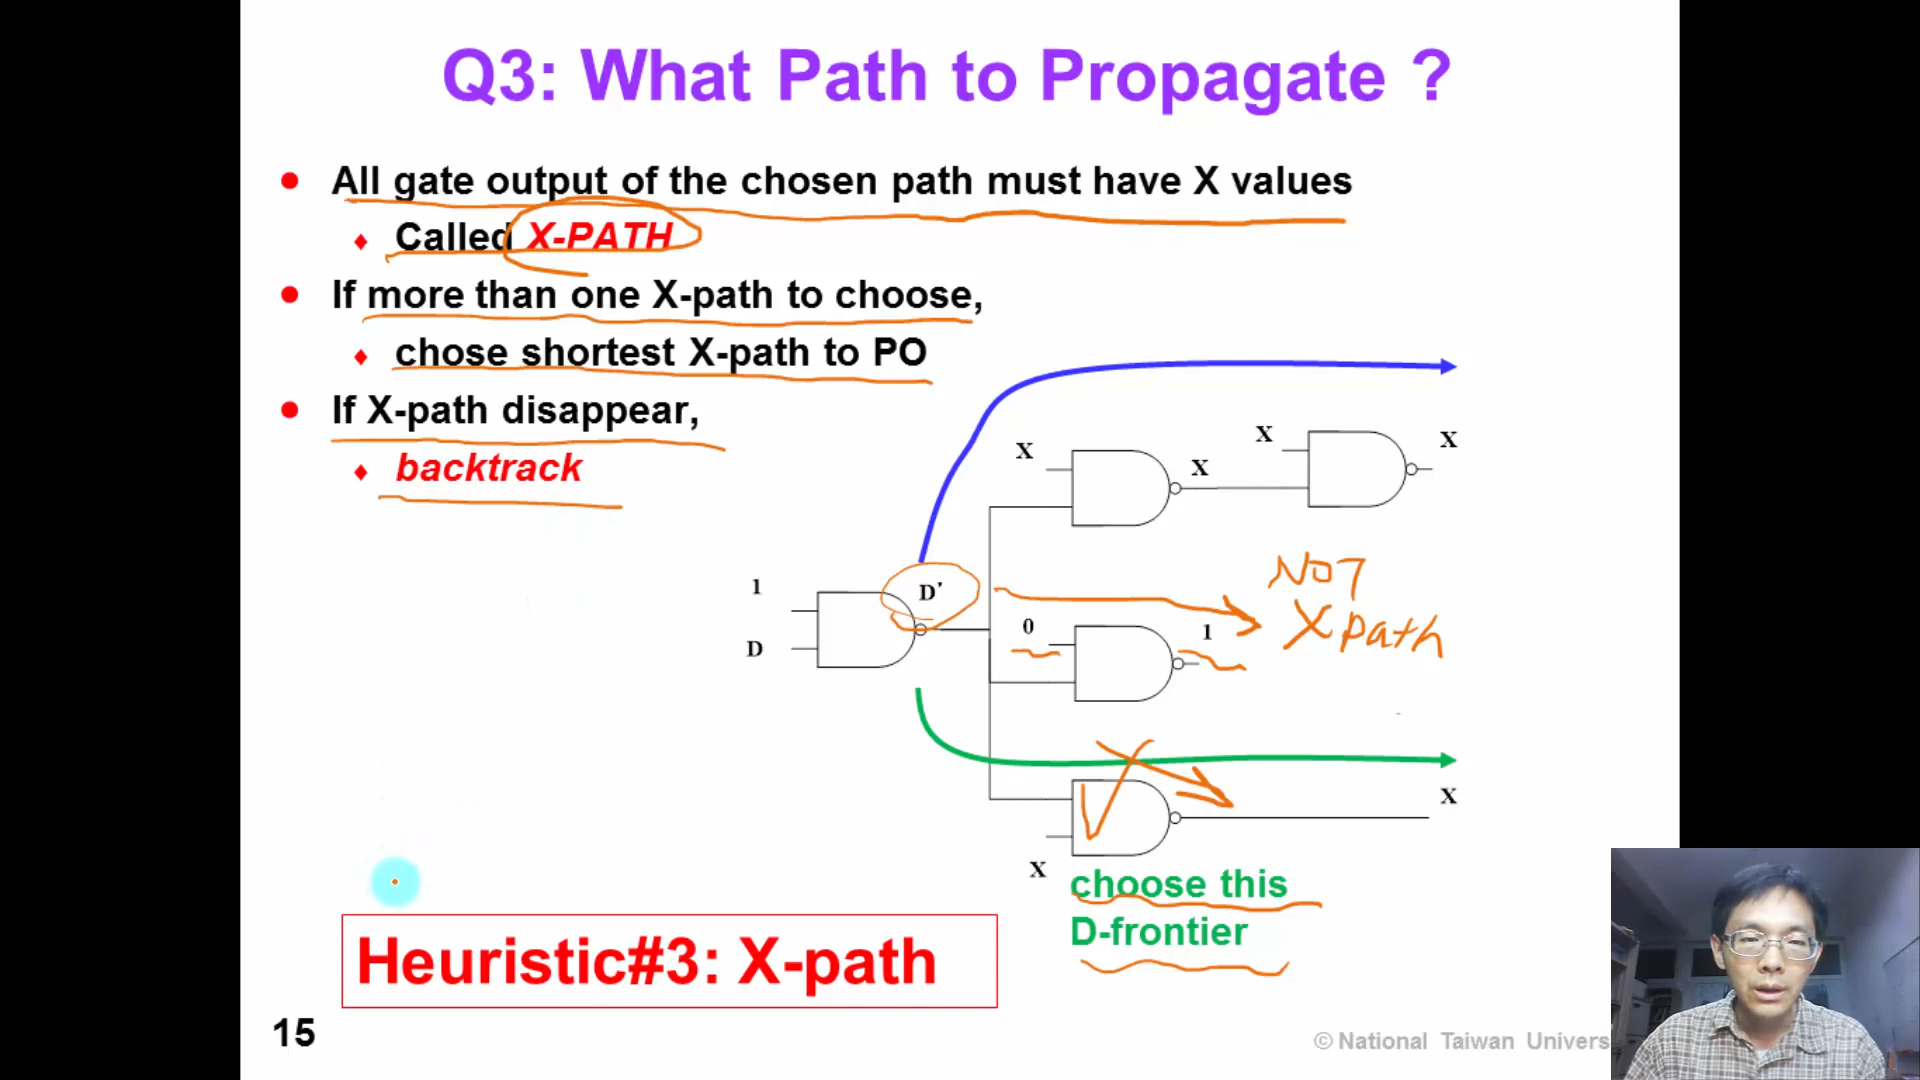 Q3: What Path to Propagate ?
All gate output of the chosen path must have X values
Called X-PATH
If more than one X-path to choose,
chose shortest X-path to PO
If X-path disappear,
backtrack
X
X
X
X
1
D'
D
0
1
NOT
X path
X
X
choose this
D-frontier
Heuristic#3: X-path
15
© National Taiwan Univers